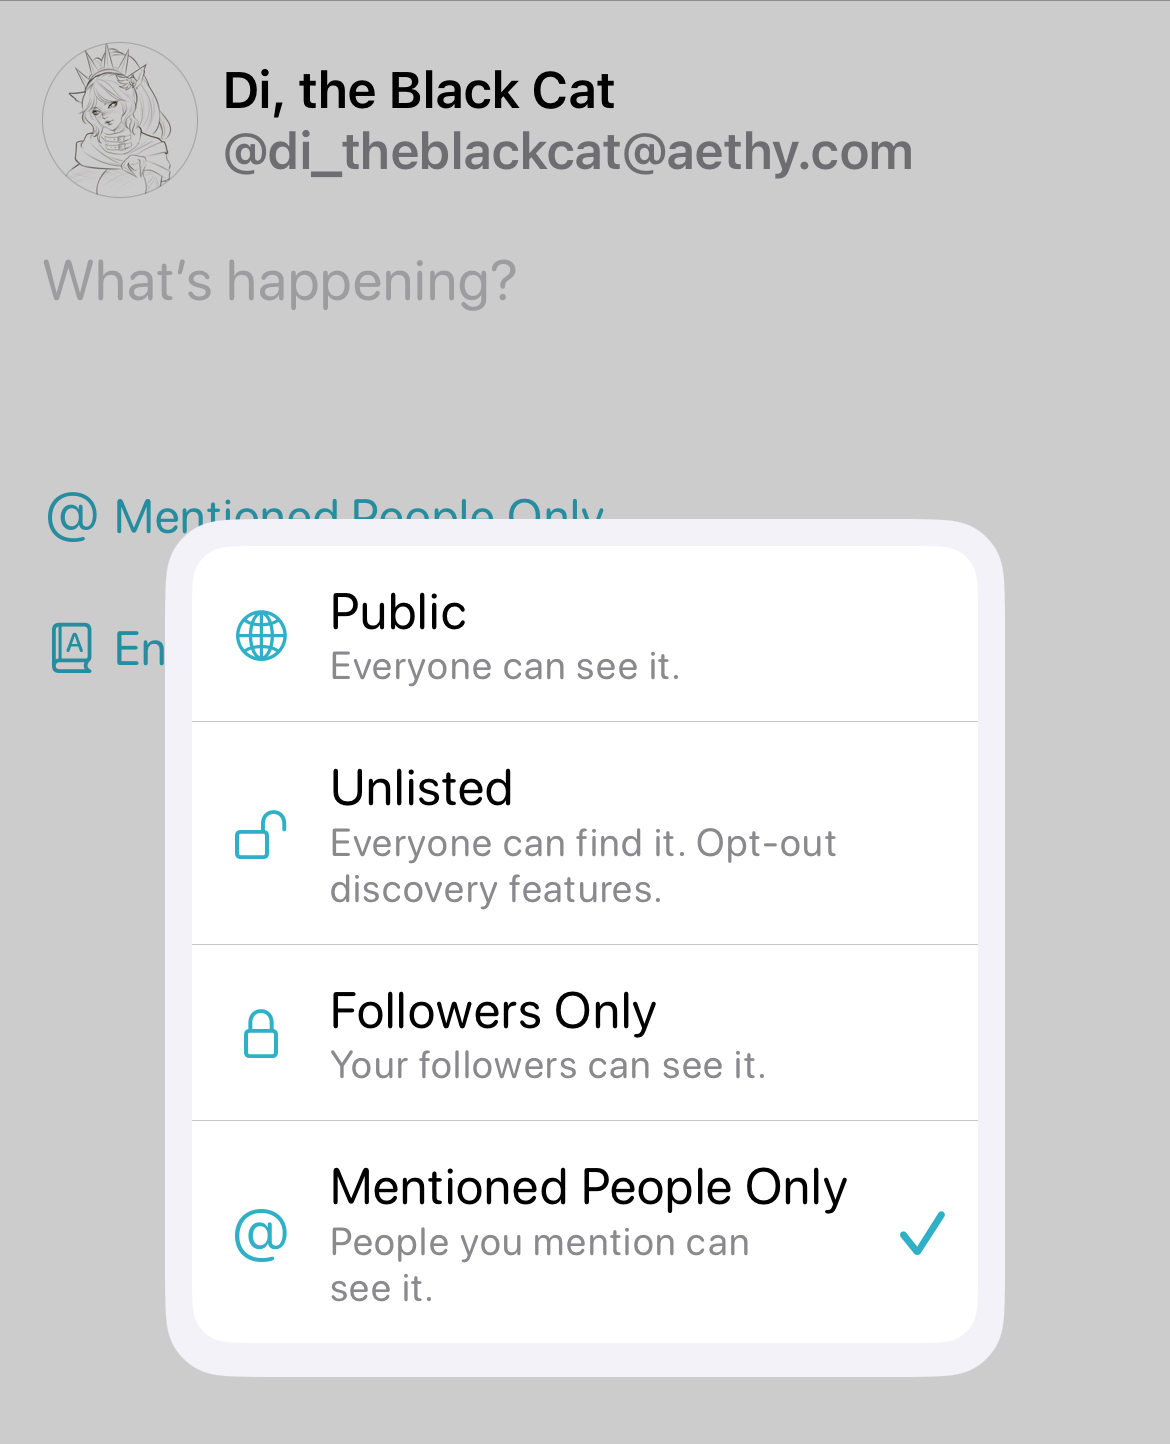 Di, the Black Cat
@di_theblackcat@aethy.com
What's happening?
@ Mentioned People Only
A En
Public
Everyone can see it.
Unlisted
Everyone can find it. Opt-out
discovery features.
Followers Only
Your followers can see it.
@ Mentioned People Only
People you mention can
see it.